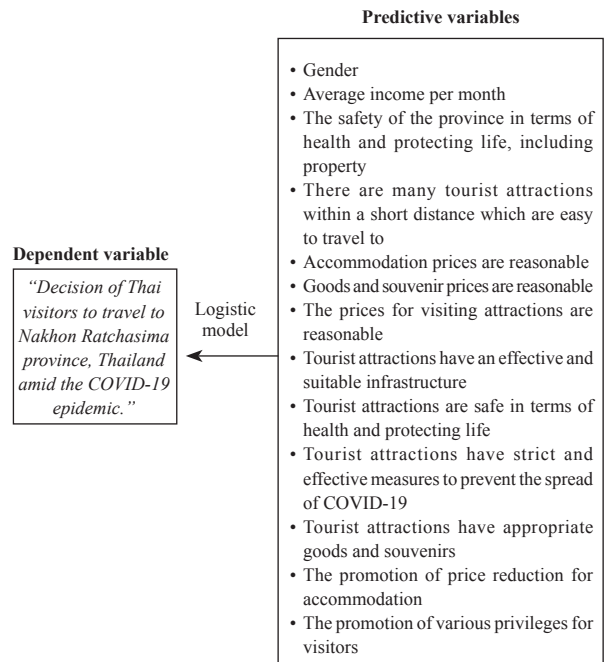 Predictive variables
• Gender
• Average income per month
• The safety of the province in terms of
health and protecting life, including
property
• There are many tourist attractions
within a short distance which are easy
to travel to
• Accommodation prices are reasonable
• Goods and souvenir prices are reasonable
• The prices for visiting attractions are
reasonable
• Tourist attractions have an effective and
suitable infrastructure
• Tourist attractions are safe in terms of
health and protecting life
• Tourist attractions have strict and
effective measures to prevent the spread
of COVID-19
• Tourist attractions have appropriate
goods and souvenirs
• The promotion of price reduction for
accommodation
• The promotion of various privileges for
visitors
Logistic
model
Dependent variable
“Decision of Thai
visitors to travel to
Nakhon Ratchasima
province, Thailand
amid the COVID-19
epidemic.”